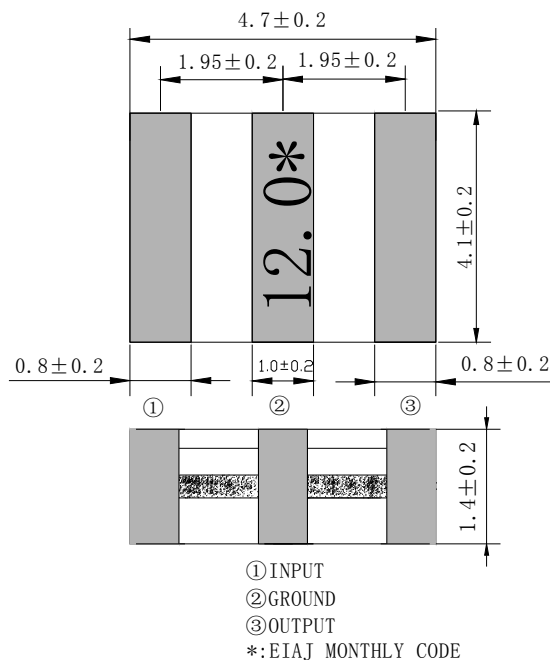 4.7±0.2
1.95±0.2 1.95±0.2
12.0*
4.1±0.2
0.8±0.2 1.0±0.2 0.8±0.2
① ② ③
1.4±0.2
①INPUT
②GROUND
③OUTPUT
*:EIAJ MONTHLY CODE